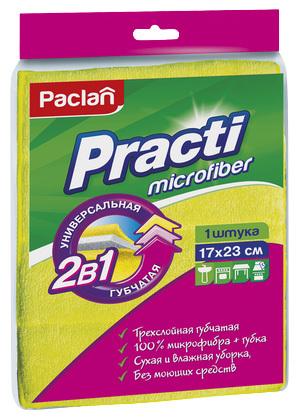 Paclan
Practi
microfiber
УНИВЕРСАЛЬНАЯ
2в1
ГУБЧАТАЯ
1 штука
17x23 см
Трехслойная губчатая
100% микрофибра + губка
Сухая и влажная уборка,
Без моющих средств